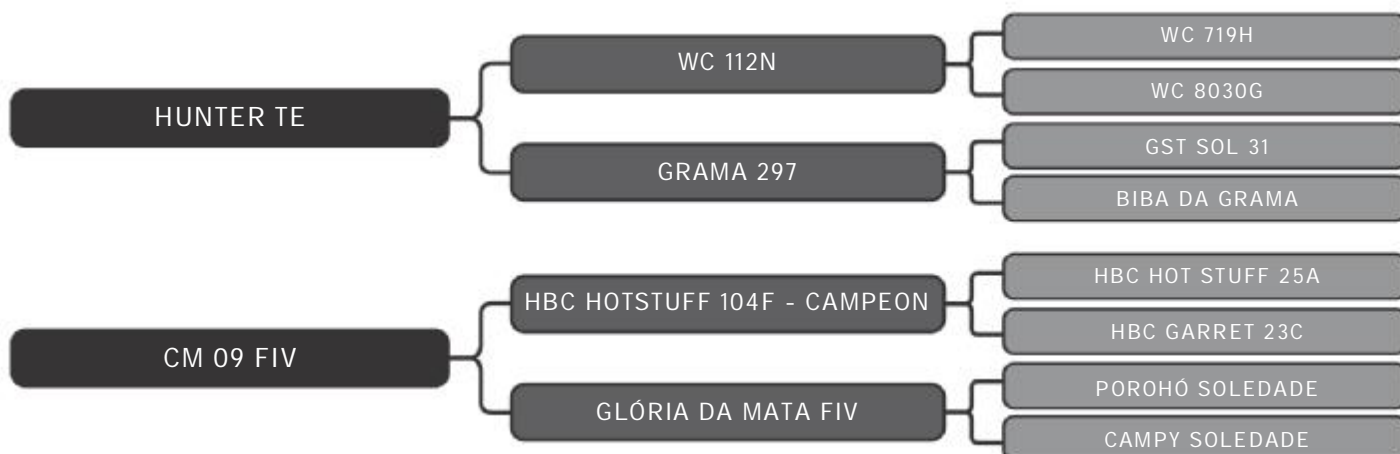 HUNTER TE
WC 112N
WC 719H
WC 8030G
GRAMA 297
GST SOL 31
BIBA DA GRAMA
CM 09 FIV
HBC HOTSTUFF 104F - CAMPEON
HBC HOT STUFF 25A
HBC GARRET 23C
GLÓRIA DA MATA FIV
POROHÓ SOLEDADE
CAMPY SOLEDADE